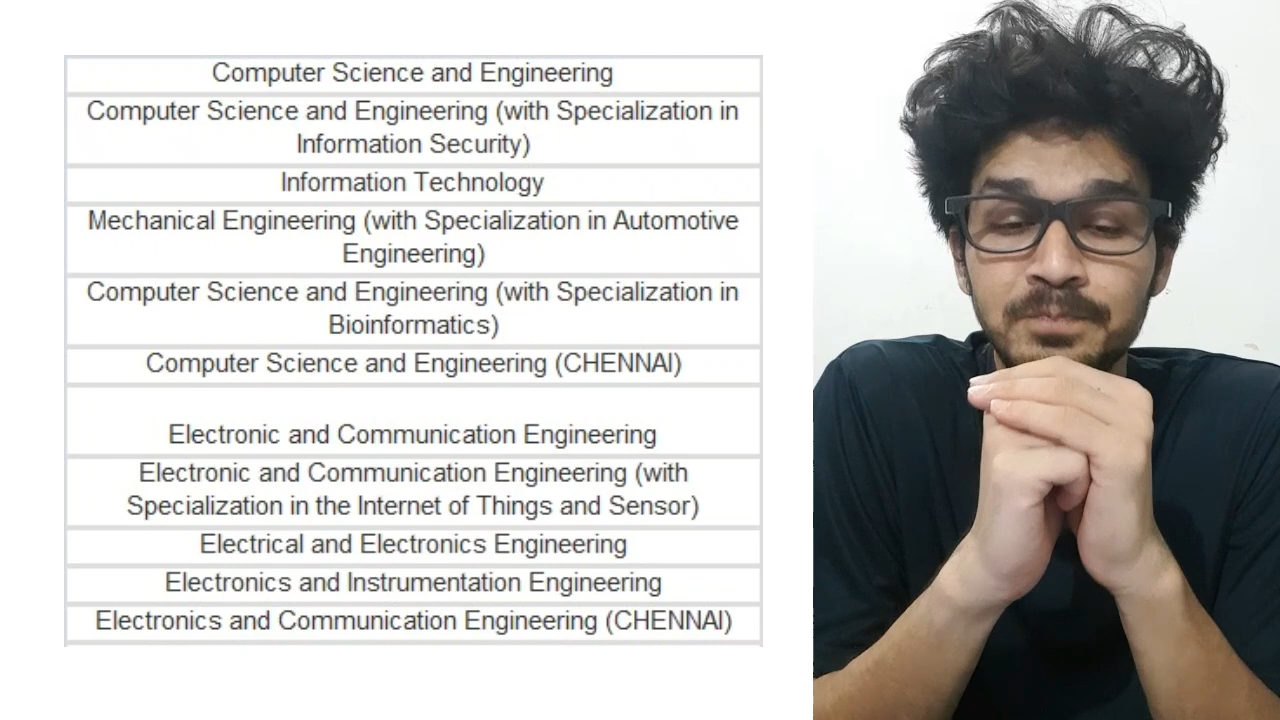 Computer Science and Engineering
Computer Science and Engineering (with Specialization in
Information Security)
Information Technology
Mechanical Engineering (with Specialization in Automotive
Engineering)
Computer Science and Engineering (with Specialization in
Bioinformatics)
Computer Science and Engineering (CHENNAI)
Electronic and Communication Engineering
Electronic and Communication Engineering (with
Specialization in the Internet of Things and Sensor)
Electrical and Electronics Engineering
Electronics and Instrumentation Engineering
Electronics and Communication Engineering (CHENNAI)